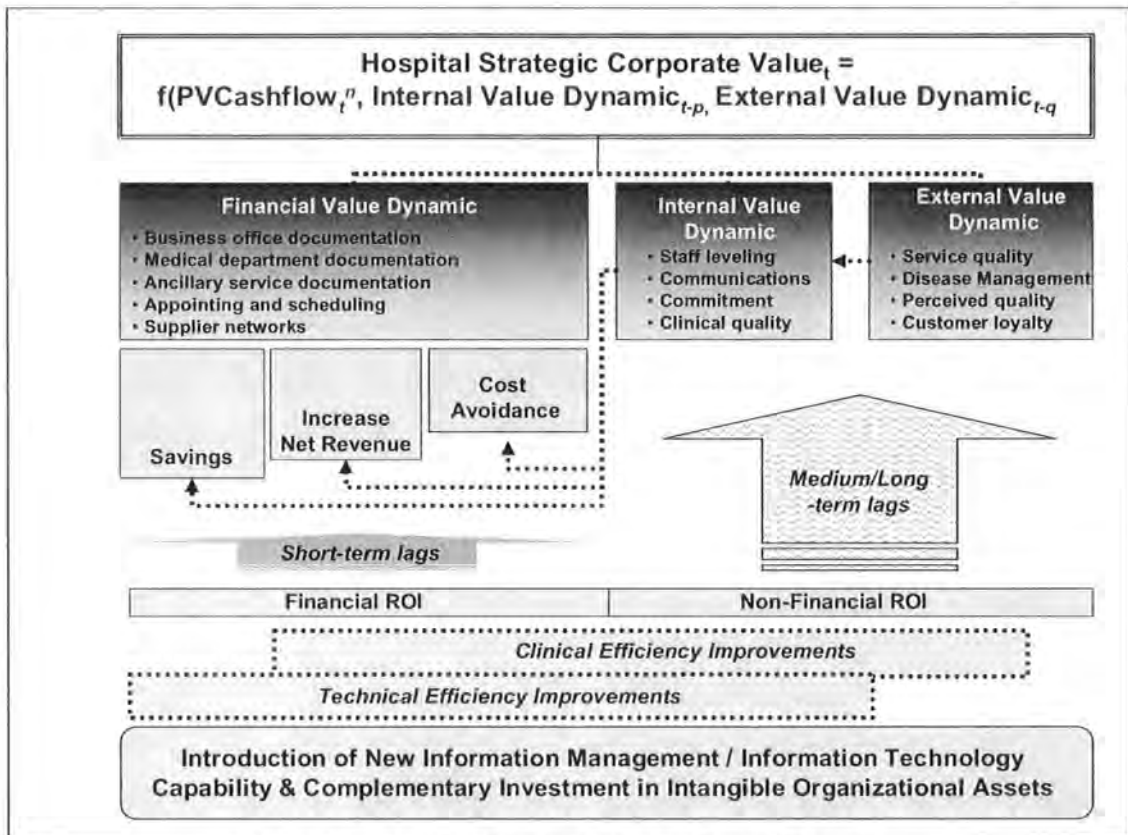 Hospital Strategic Corporate Value_t =
f(PVCashflow_t^n, Internal Value Dynamic_t-p, External Value Dynamic_t-q
Financial Value Dynamic
• Business office documentation
• Medical department documentation
• Ancillary service documentation
• Appointing and scheduling
• Supplier networks
Internal Value
Dynamic
• Staff leveling
• Communications
• Commitment
• Clinical quality
External Value
Dynamic
• Service quality
• Disease Management
• Perceived quality
• Customer loyalty
Savings
Increase
Net Revenue
Cost
Avoidance
Medium/Long
-term lags
Short-term lags
Financial ROI
Non-Financial ROI
Clinical Efficiency Improvements
Technical Efficiency Improvements
Introduction of New Information Management / Information Technology
Capability & Complementary Investment in Intangible Organizational Assets